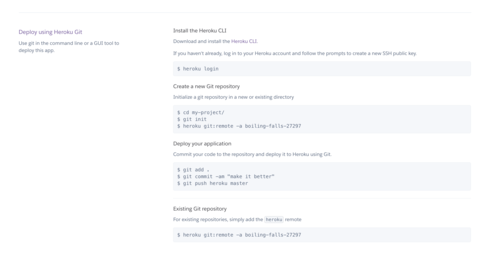 Deploy using Heroku Git
Use git in the command line or a GUI tool to
deploy this app.
Install the Heroku CLI
Download and install the Heroku CLI.
If you haven't already, log in to your Heroku account and follow the prompts to create a new SSH public key.
$ heroku login
Create a new Git repository
Initialize a git repository in a new or existing directory
$ cd my-project/
$ git init
$ heroku git:remote -a boiling-falls-27297
Deploy your application
Commit your code to the repository and deploy it to Heroku using Git.
$ git add .
$ git commit -am "make it better"
$ git push heroku master
Existing Git repository
For existing repositories, simply add the heroku remote
$ heroku git:remote -a boiling-falls-27297